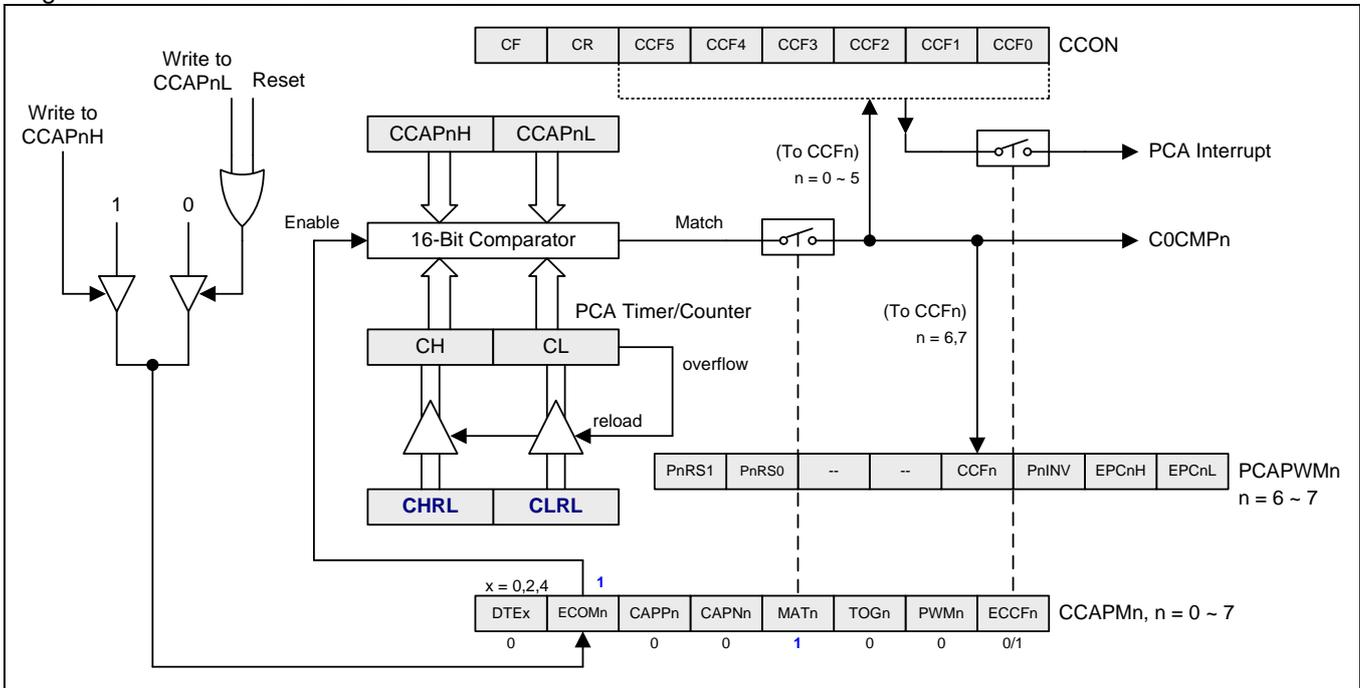 CF CR CCF5 CCF4 CCF3 CCF2 CCF1 CCF0 CCON
Write to
CCAPnL
Reset
Write to
CCAPnH
CCAPnH CCAPnL
(To CCFn)
n = 0 ~ 5
PCA Interrupt
1 0
Enable
16-Bit Comparator
Match
C0CMPn
PCA Timer/Counter
(To CCFn)
n = 6,7
CH CL
overflow
reload
PnRS1 PnRS0 -- -- CCFn PnINV EPCnH EPCnL PCAPWMn
n = 6 ~ 7
CHRL CLRL
x = 0,2,4 1
DTEx ECOMn CAPPn CAPNn MATn TOGn PWMn ECCFn CCAPMn, n = 0 ~ 7
0 0 0 1 0 0 0/1